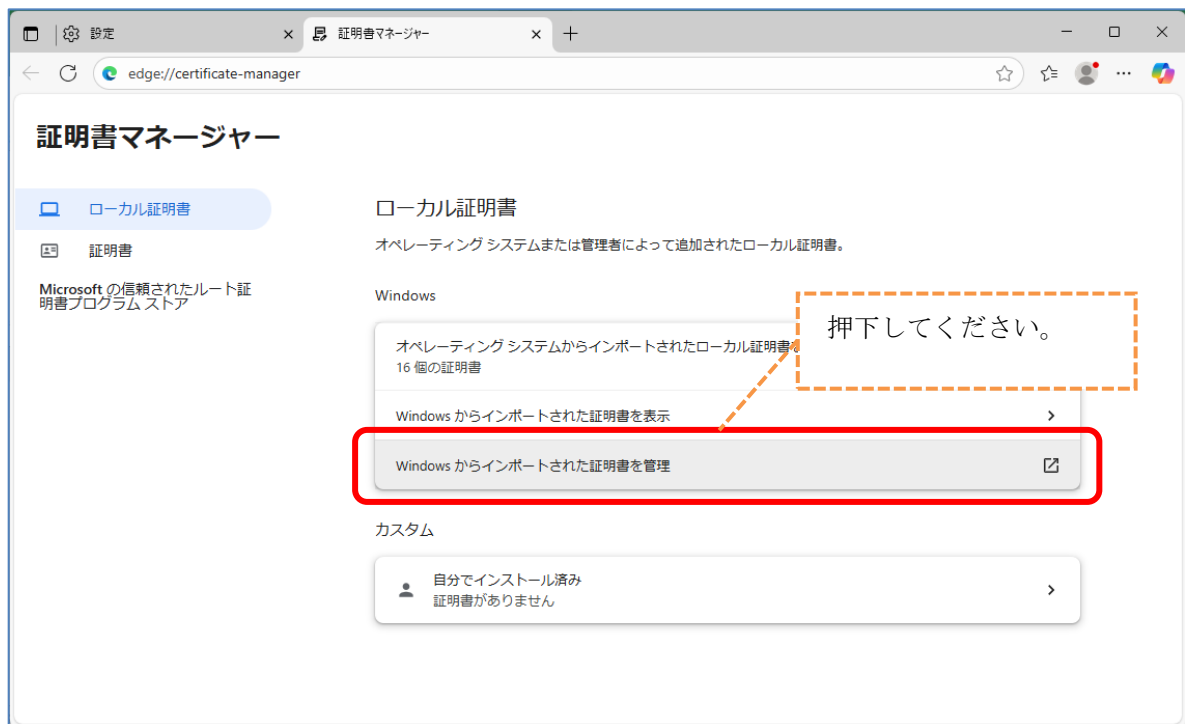 設定
証明書マネージャー
edge://certificate-manager
証明書マネージャー
ローカル証明書
証明書
Microsoft の信頼されたルート証
明書プログラム ストア
ローカル証明書
オペレーティング システムまたは管理者によって追加されたローカル証明書。
Windows
オペレーティング システムからインポートされたローカル証明書
16 個の証明書
押下してください。
Windows からインポートされた証明書を表示
Windows からインポートされた証明書を管理
カスタム
自分でインストール済み
証明書がありません